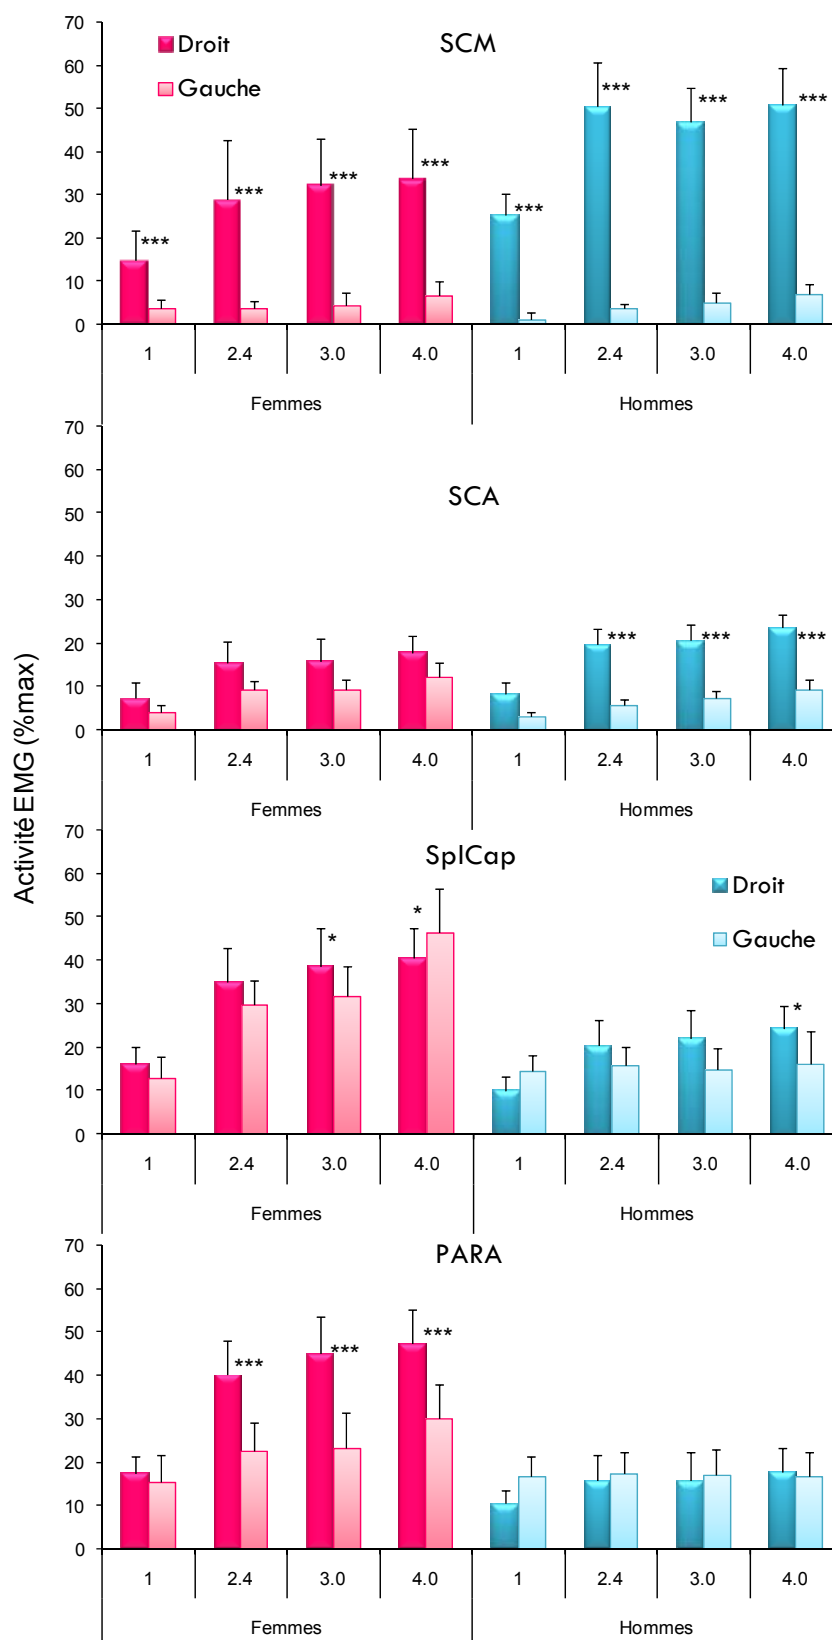 Activité EMG (%max)
SCM
Droit
Gauche
70
60
50
40
30
20
10
0
***
***
***
***
***
***
***
***
1 2.4 3.0 4.0 1 2.4 3.0 4.0
Femmes Hommes
SCA
70
60
50
40
30
20
10
0
***
***
***
1 2.4 3.0 4.0 1 2.4 3.0 4.0
Femmes Hommes
SplCap
Droit
Gauche
70
60
50
40
30
20
10
0
*
*
*
1 2.4 3.0 4.0 1 2.4 3.0 4.0
Femmes Hommes
PARA
70
60
50
40
30
20
10
0
***
***
***
1 2.4 3.0 4.0 1 2.4 3.0 4.0
Femmes Hommes